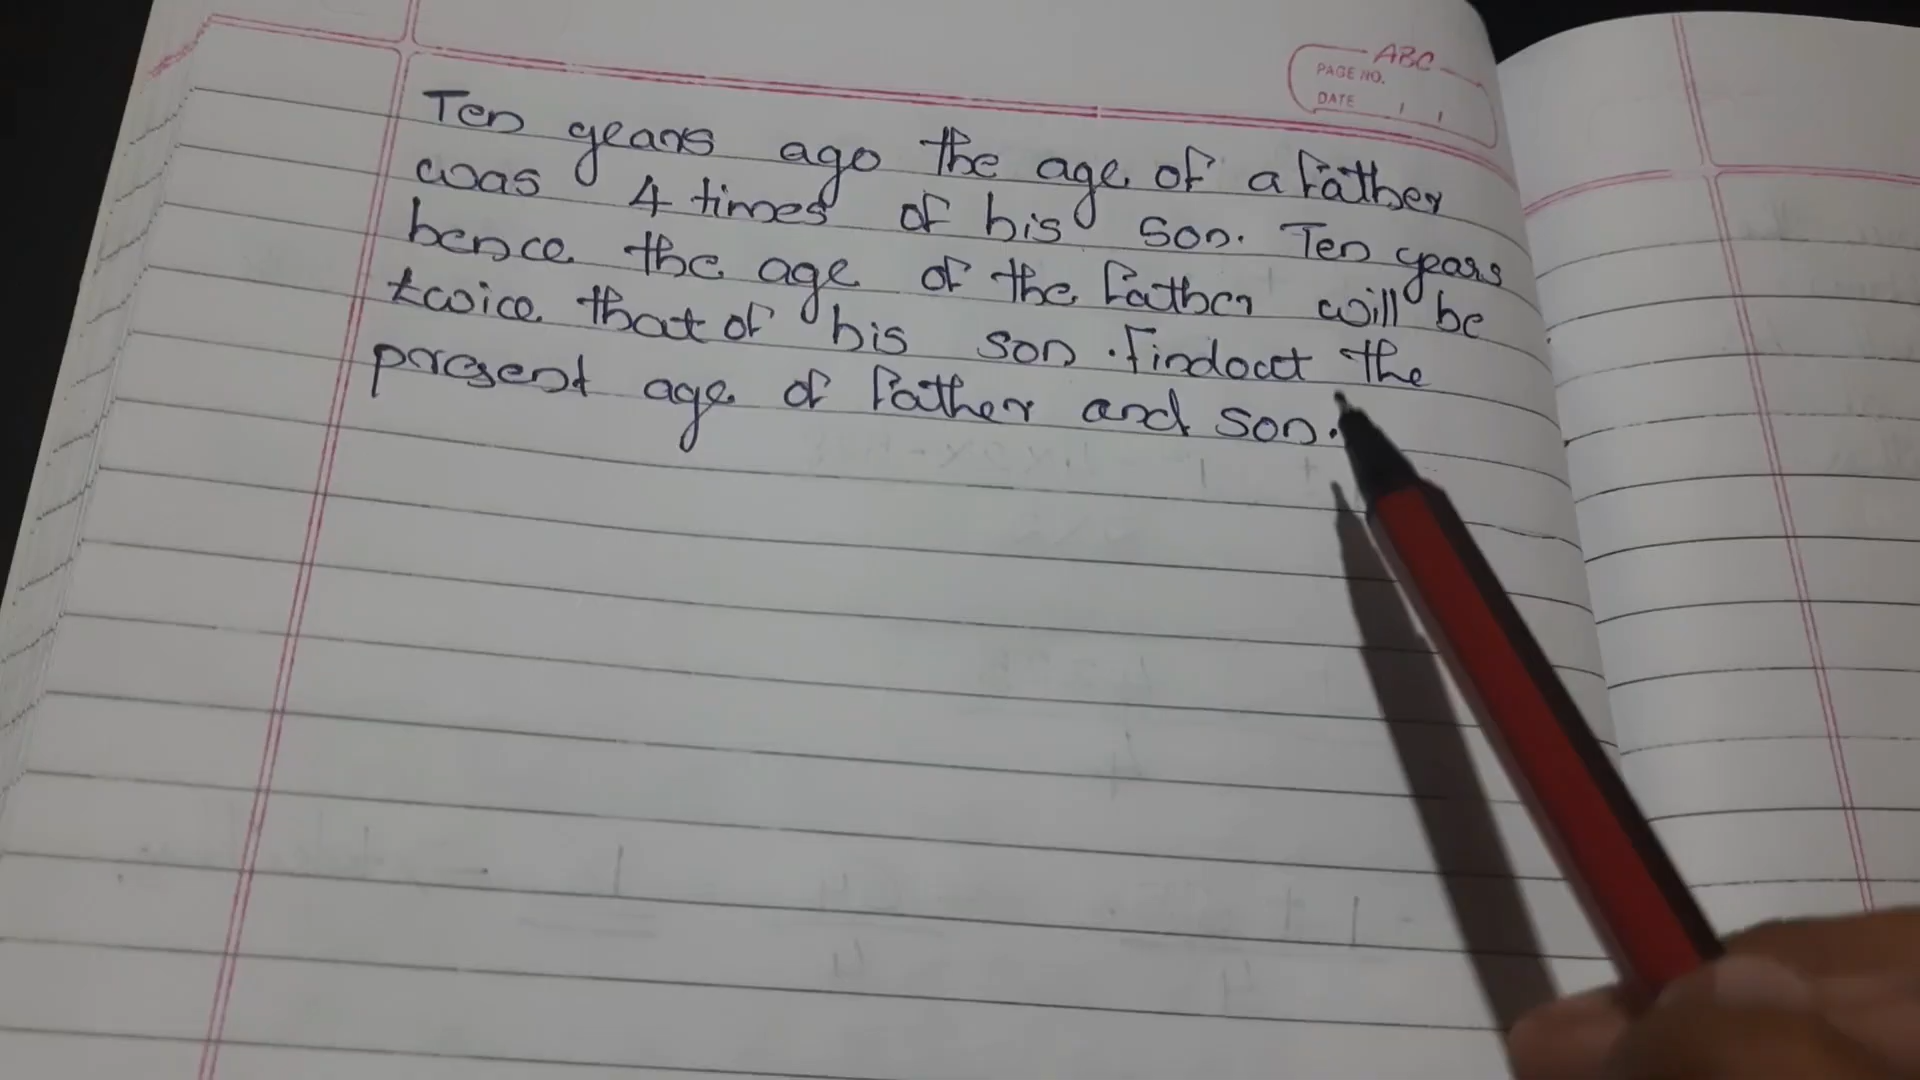 ABC
PAGE NO.
DATE / /
Ten years ago the age of a father
was 4 times of his son. Ten years
hence the age of the father will be
twice that of his son. Findout the
present age of father and son.